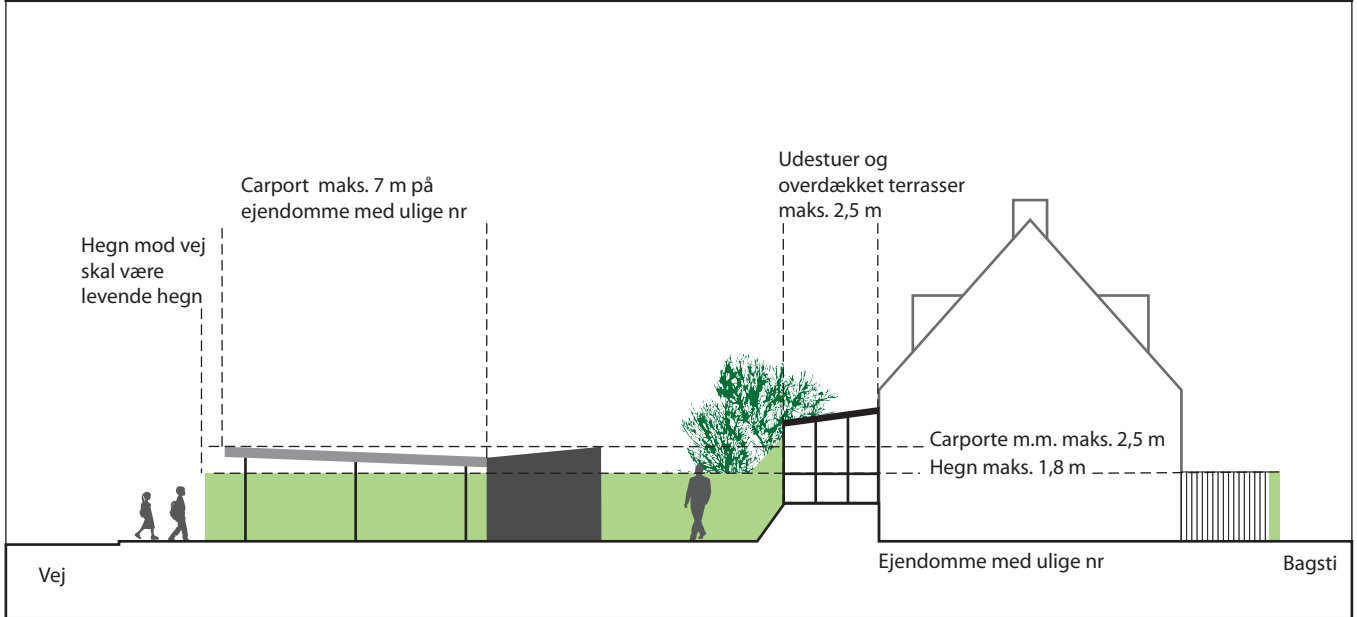 Udestuer og
overdækket terrasser
maks. 2,5 m
Carport maks. 7 m på
ejendomme med ulige nr
Hegn mod vej
skal være
levende hegn
Carporte m.m. maks. 2,5 m
Hegn maks. 1,8 m
Ejendomme med ulige nr
Vej
Bagsti